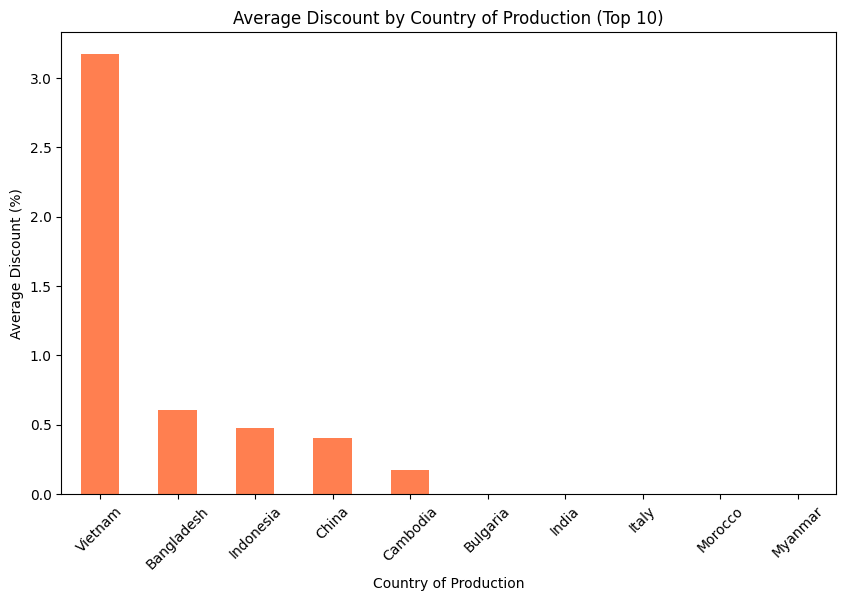 Average Discount by Country of Production (Top 10)
Average Discount (%)
3.0
2.5
2.0
1.5
1.0
0.5
0.0
Vietnam
Bangladesh
Indonesia
China
Cambodia
Bulgaria
India
Italy
Morocco
Myanmar
Country of Production